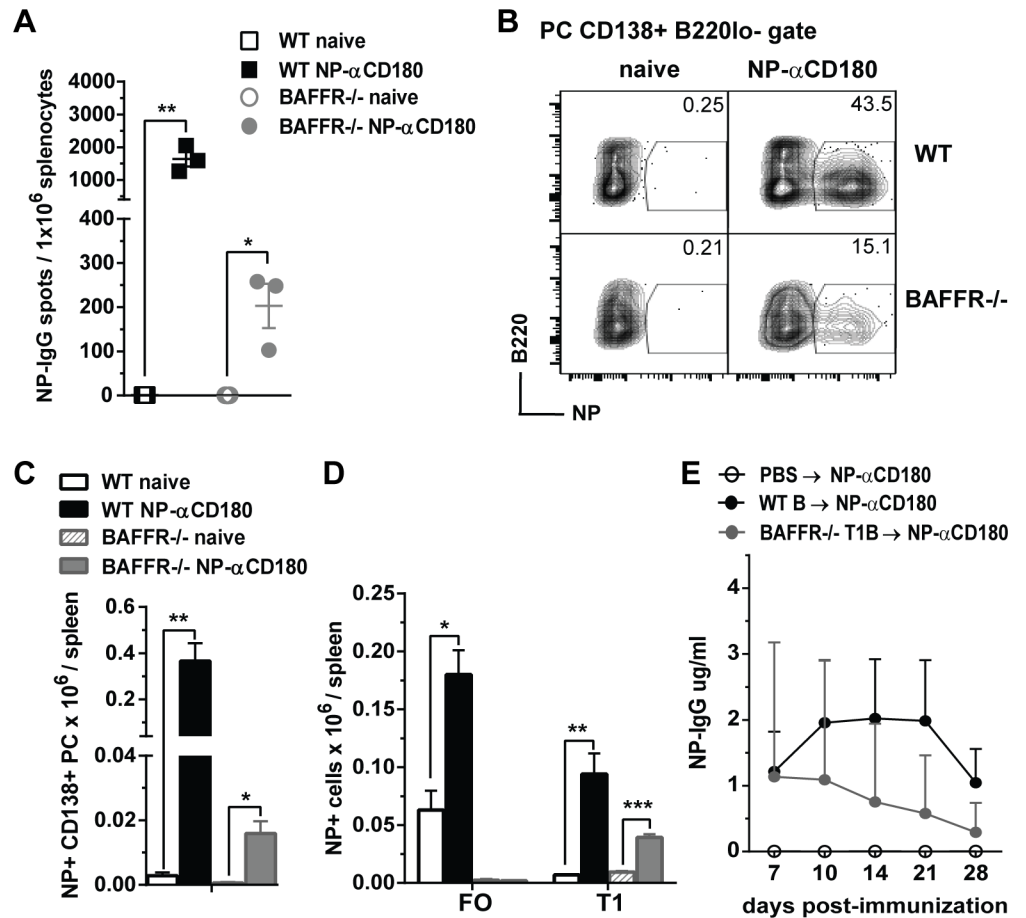 A
WT naive
WT NP-αCD180
BAFFR-/- naive
BAFFR-/- NP-αCD180
NP-IgG spots / 1x10⁶ splenocytes
4000
3000
2000
1000
400
300
200
100
0
**
*
B
PC CD138+ B220lo- gate
naive
NP-αCD180
0.25
43.5
WT
0.21
15.1
BAFFR-/-
B220
NP
C
WT naive
WT NP-αCD180
BAFFR-/- naive
BAFFR-/- NP-αCD180
NP+ CD138+ PC x 10⁶ / spleen
0.6
0.4
0.2
0.04
0.02
0.00
**
*
D
NP+ cells x 10⁶ / spleen
0.25
0.20
0.15
0.10
0.05
0.00
*
**
***
FO
T1
E
PBS → NP-αCD180
WT B → NP-αCD180
BAFFR-/- T1B → NP-αCD180
NP-IgG ug/ml
4
3
2
1
0
7 10 14 21 28
days post-immunization